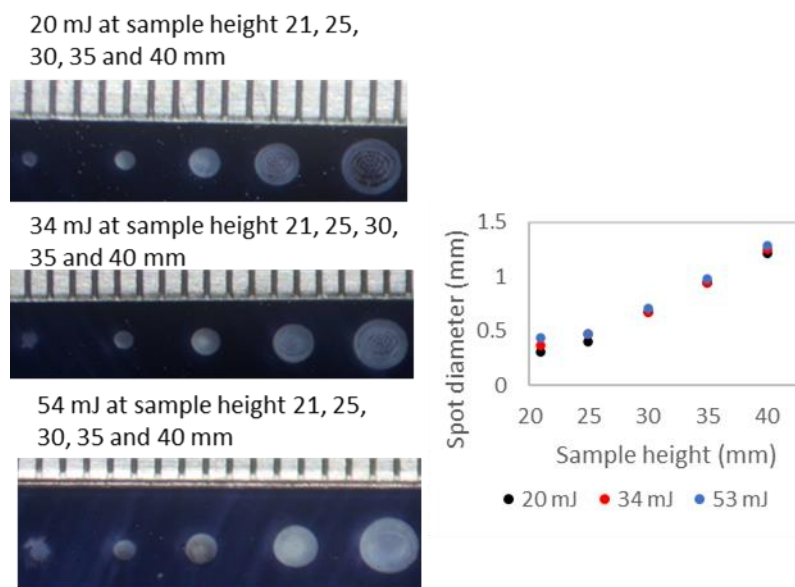 20 mJ at sample height 21, 25,
30, 35 and 40 mm
34 mJ at sample height 21, 25, 30,
35 and 40 mm
54 mJ at sample height 21, 25,
30, 35 and 40 mm
1.5
1
0.5
0
Spot diameter (mm)
20 25 30 35 40
Sample height (mm)
20 mJ 34 mJ 53 mJ